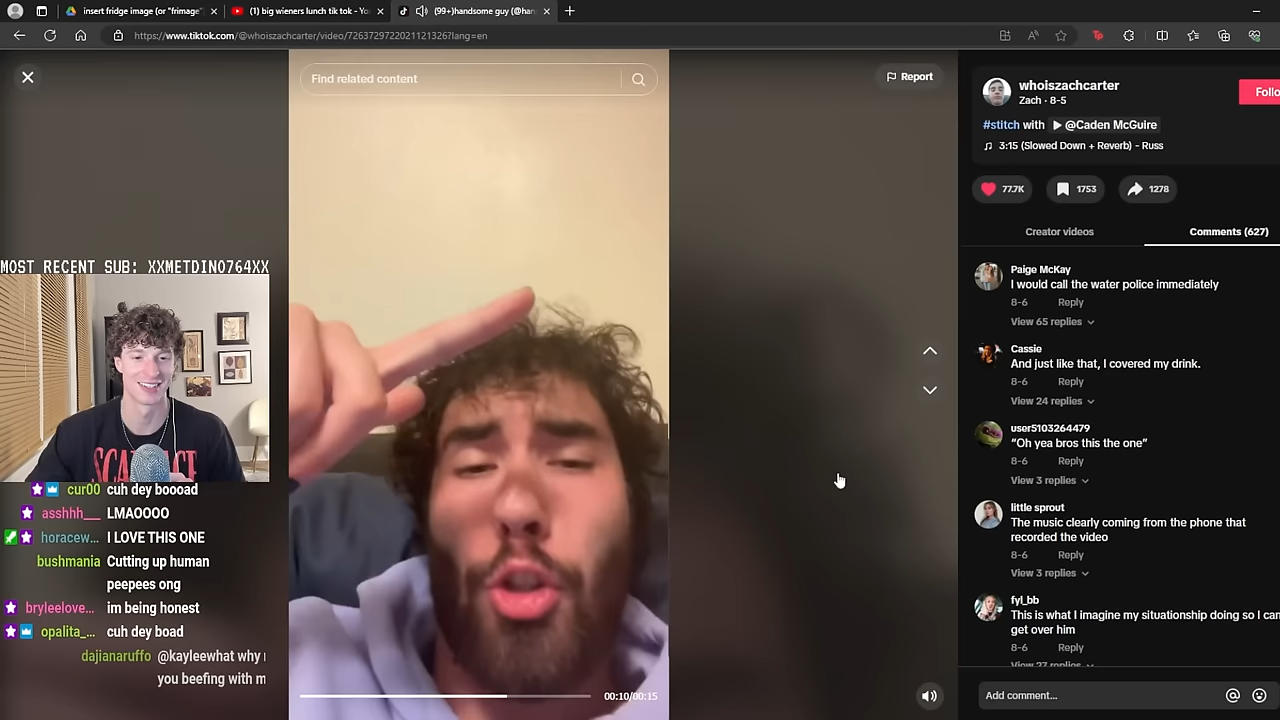 insert fridge image (or "frimage"
(1) big wieners lunch tik tok - Yo
(99+)handsome guy (@han
https://www.tiktok.com/@whoiszachcarter/video/7263729722021121326?lang=en
Find related content
Report
whoiszachcarter
Zach · 8-5
Follo
#stitch with ▶ @Caden McGuire
♫ 3:15 (Slowed Down + Reverb) - Russ
77.7K
1753
1278
Creator videos
Comments (627)
Paige McKay
I would call the water police immediately
8-6 Reply
View 65 replies
Cassie
And just like that, I covered my drink.
8-6 Reply
View 24 replies
user5103264479
“Oh yea bros this the one”
8-6 Reply
View 3 replies
little sprout
The music clearly coming from the phone that
recorded the video
8-6 Reply
View 3 replies
fyl_bb
This is what I imagine my situationship doing so I can
get over him
8-6 Reply
View 27 replies
Add comment...
MOST RECENT SUB: XXMETDINO764XX
SCARFACE
cur00 cuh dey boooad
asshhh__ LMAOOOO
horacew... I LOVE THIS ONE
bushmania Cutting up human
peepees ong
bryleelove... im being honest
opalita_... cuh dey boad
dajianaruffo @kayleewhat why
you beefing with m
00:10/00:15